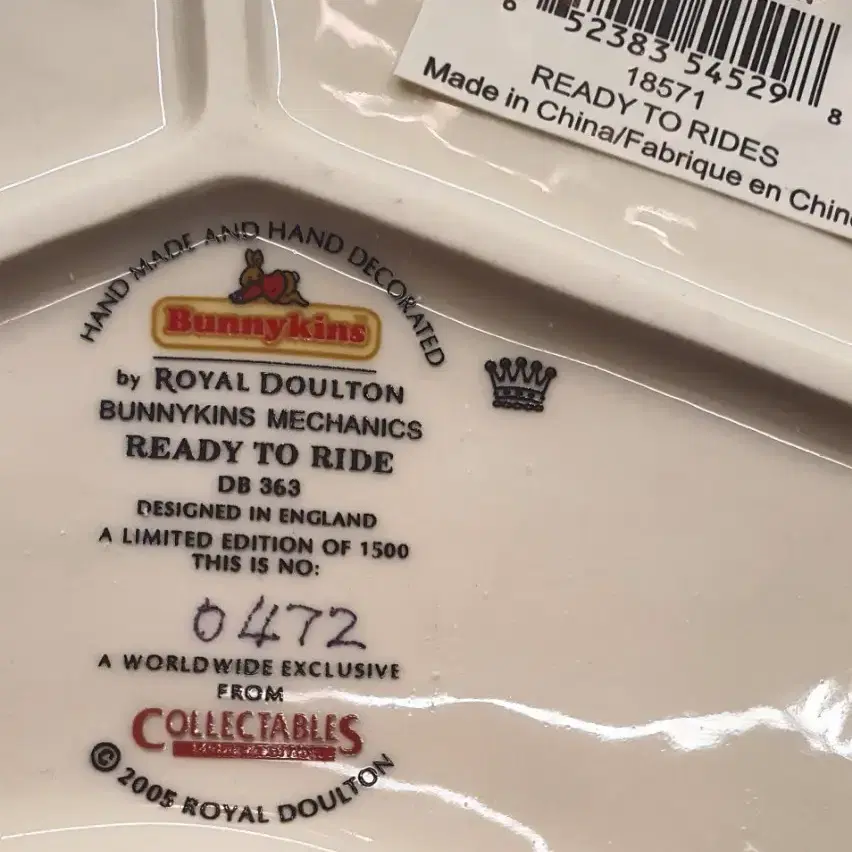 6 52383 54529 8
18571
READY TO RIDES
Made in China/Fabrique en Chin
HAND MADE AND HAND DECORATED
Bunnykins
by ROYAL DOULTON
BUNNYKINS MECHANICS
READY TO RIDE
DB 363
DESIGNED IN ENGLAND
A LIMITED EDITION OF 1500
THIS IS NO:
0472
A WORLDWIDE EXCLUSIVE
FROM
COLLECTABLES
© 2005 ROYAL DOULTON